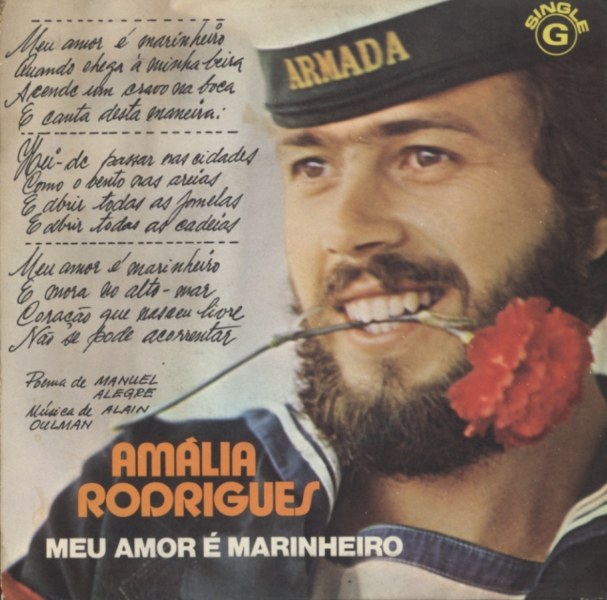 Meu amor é marinheiro
Quando chega à minha beira
Acende um cravo na boca
E canta desta maneira:
Hei-de passar nas cidades
Como o vento nas areias
E abrir todas as janelas
E abrir todas as cadeias
Meu amor é marinheiro
E mora no alto-mar
Coração que nasceu livre
Não se pode acorrentar
Poema de MANUEL
ALEGRE
Música de ALAIN
OULMAN
ARMADA
SINGLE
G
AMÁLIA
RODRIGUES
MEU AMOR É MARINHEIRO